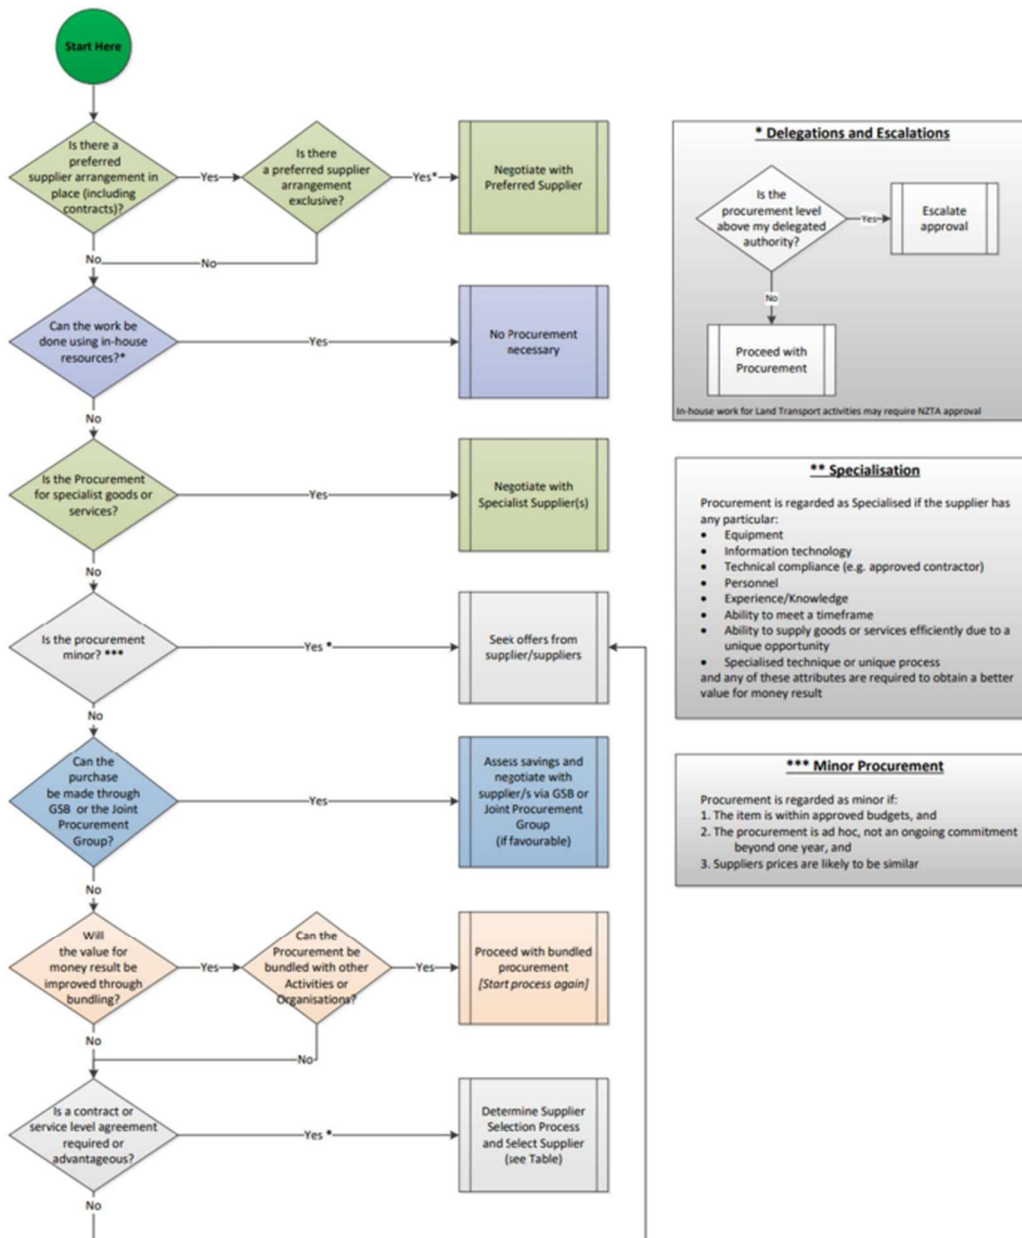 Start Here
Is there a
preferred
supplier arrangement in
place (including
contracts)?
Yes
Is there
a preferred supplier
arrangement
exclusive?
Yes*
Negotiate with
Preferred Supplier
No
No
Can the work be
done using in-house
resources?*
Yes
No Procurement
necessary
No
Is the Procurement
for specialist goods or
services?
Yes
Negotiate with
Specialist Supplier(s)
No
Is the procurement
minor? ***
Yes *
Seek offers from
supplier/suppliers
No
Can the
purchase
be made through
GSB or the Joint
Procurement
Group?
Yes
Assess savings and
negotiate with
supplier/s via GSB or
Joint Procurement
Group
(if favourable)
No
Will
the value for
money result be
improved through
bundling?
Yes
Can the
Procurement be
bundled with other
Activities or
Organisations?
Yes
Proceed with bundled
procurement
[Start process again]
No
No
Is a contract or
service level agreement
required or
advantageous?
Yes *
Determine Supplier
Selection Process
and Select Supplier
(see Table)
No
* Delegations and Escalations
Is the
procurement level
above my delegated
authority?
Yes
Escalate
approval
No
Proceed with
Procurement
In-house work for Land Transport activities may require NZTA approval
** Specialisation
Procurement is regarded as Specialised if the supplier has
any particular:
• Equipment
• Information technology
• Technical compliance (e.g. approved contractor)
• Personnel
• Experience/Knowledge
• Ability to meet a timeframe
• Ability to supply goods or services efficiently due to a
unique opportunity
• Specialised technique or unique process
and any of these attributes are required to obtain a better
value for money result
*** Minor Procurement
Procurement is regarded as minor if:
1. The item is within approved budgets, and
2. The procurement is ad hoc, not an ongoing commitment
beyond one year, and
3. Suppliers prices are likely to be similar